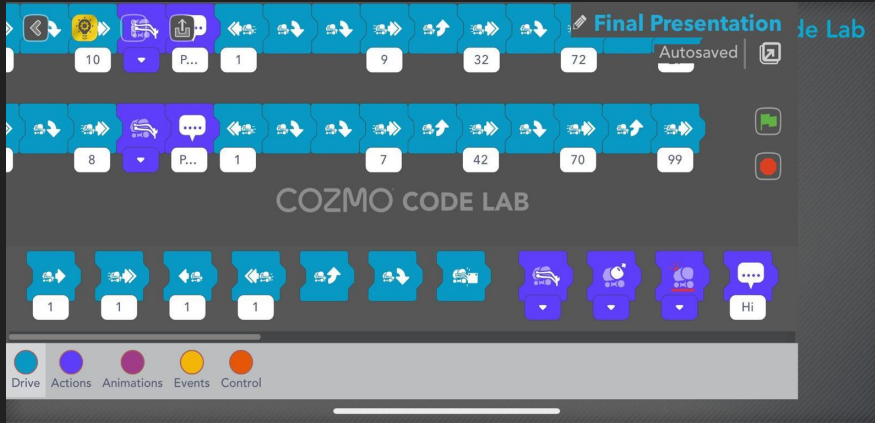 Final Presentation
de Lab
Autosaved
10 P... 1 9 32 72
8 P... 1 7 42 70 99
COZMO CODE LAB
1 1 1 1 Hi
Drive Actions Animations Events Control